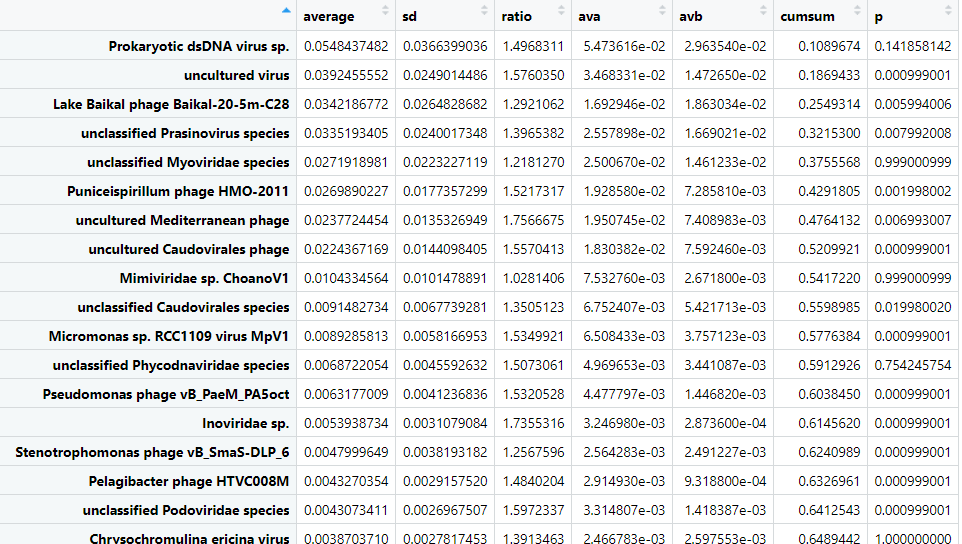 average sd ratio ava avb cumsum p
Prokaryotic dsDNA virus sp. 0.0548437482 0.0366399036 1.4968311 5.473616e-02 2.963540e-02 0.1089674 0.141858142
uncultured virus 0.0392455552 0.0249014486 1.5760350 3.468331e-02 1.472650e-02 0.1869433 0.000999001
Lake Baikal phage Baikal-20-5m-C28 0.0342186772 0.0264828682 1.2921062 1.692946e-02 1.863034e-02 0.2549314 0.005994006
unclassified Prasinovirus species 0.0335193405 0.0240017348 1.3965382 2.557898e-02 1.669021e-02 0.3215300 0.007992008
unclassified Myoviridae species 0.0271918981 0.0223227119 1.2181270 2.500670e-02 1.461233e-02 0.3755568 0.999000999
Puniceispirillum phage HMO-2011 0.0269890227 0.0177357299 1.5217317 1.928580e-02 7.285810e-03 0.4291805 0.001998002
uncultured Mediterranean phage 0.0237724454 0.0135326949 1.7566675 1.950745e-02 7.408983e-03 0.4764132 0.006993007
uncultured Caudovirales phage 0.0224367169 0.0144098405 1.5570413 1.830382e-02 7.592460e-03 0.5209921 0.000999001
Mimiviridae sp. ChoanoV1 0.0104334564 0.0101478891 1.0281406 7.532760e-03 2.671800e-03 0.5417220 0.999000999
unclassified Caudovirales species 0.0091482734 0.0067739281 1.3505123 6.752407e-03 5.421713e-03 0.5598985 0.019980020
Micromonas sp. RCC1109 virus MpV1 0.0089285813 0.0058166953 1.5349921 6.508433e-03 3.757123e-03 0.5776384 0.000999001
unclassified Phycodnaviridae species 0.0068722054 0.0045592632 1.5073061 4.969653e-03 3.441087e-03 0.5912926 0.754245754
Pseudomonas phage vB_PaeM_PA5oct 0.0063177009 0.0041236836 1.5320528 4.477797e-03 1.446820e-03 0.6038450 0.000999001
Inoviridae sp. 0.0053938734 0.0031079084 1.7355316 3.246980e-03 2.873600e-04 0.6145620 0.000999001
Stenotrophomonas phage vB_SmaS-DLP_6 0.0047999649 0.0038193182 1.2567596 2.564283e-03 2.491227e-03 0.6240989 0.000999001
Pelagibacter phage HTVC008M 0.0043270354 0.0029157520 1.4840204 2.914930e-03 9.318800e-04 0.6326961 0.000999001
unclassified Podoviridae species 0.0043073411 0.0026967507 1.5972337 3.314807e-03 1.418387e-03 0.6412543 0.000999001
Chrysochromulina ericina virus 0.0038703710 0.0027817453 1.3913463 2.466783e-03 2.597553e-03 0.6489442 1.000000000